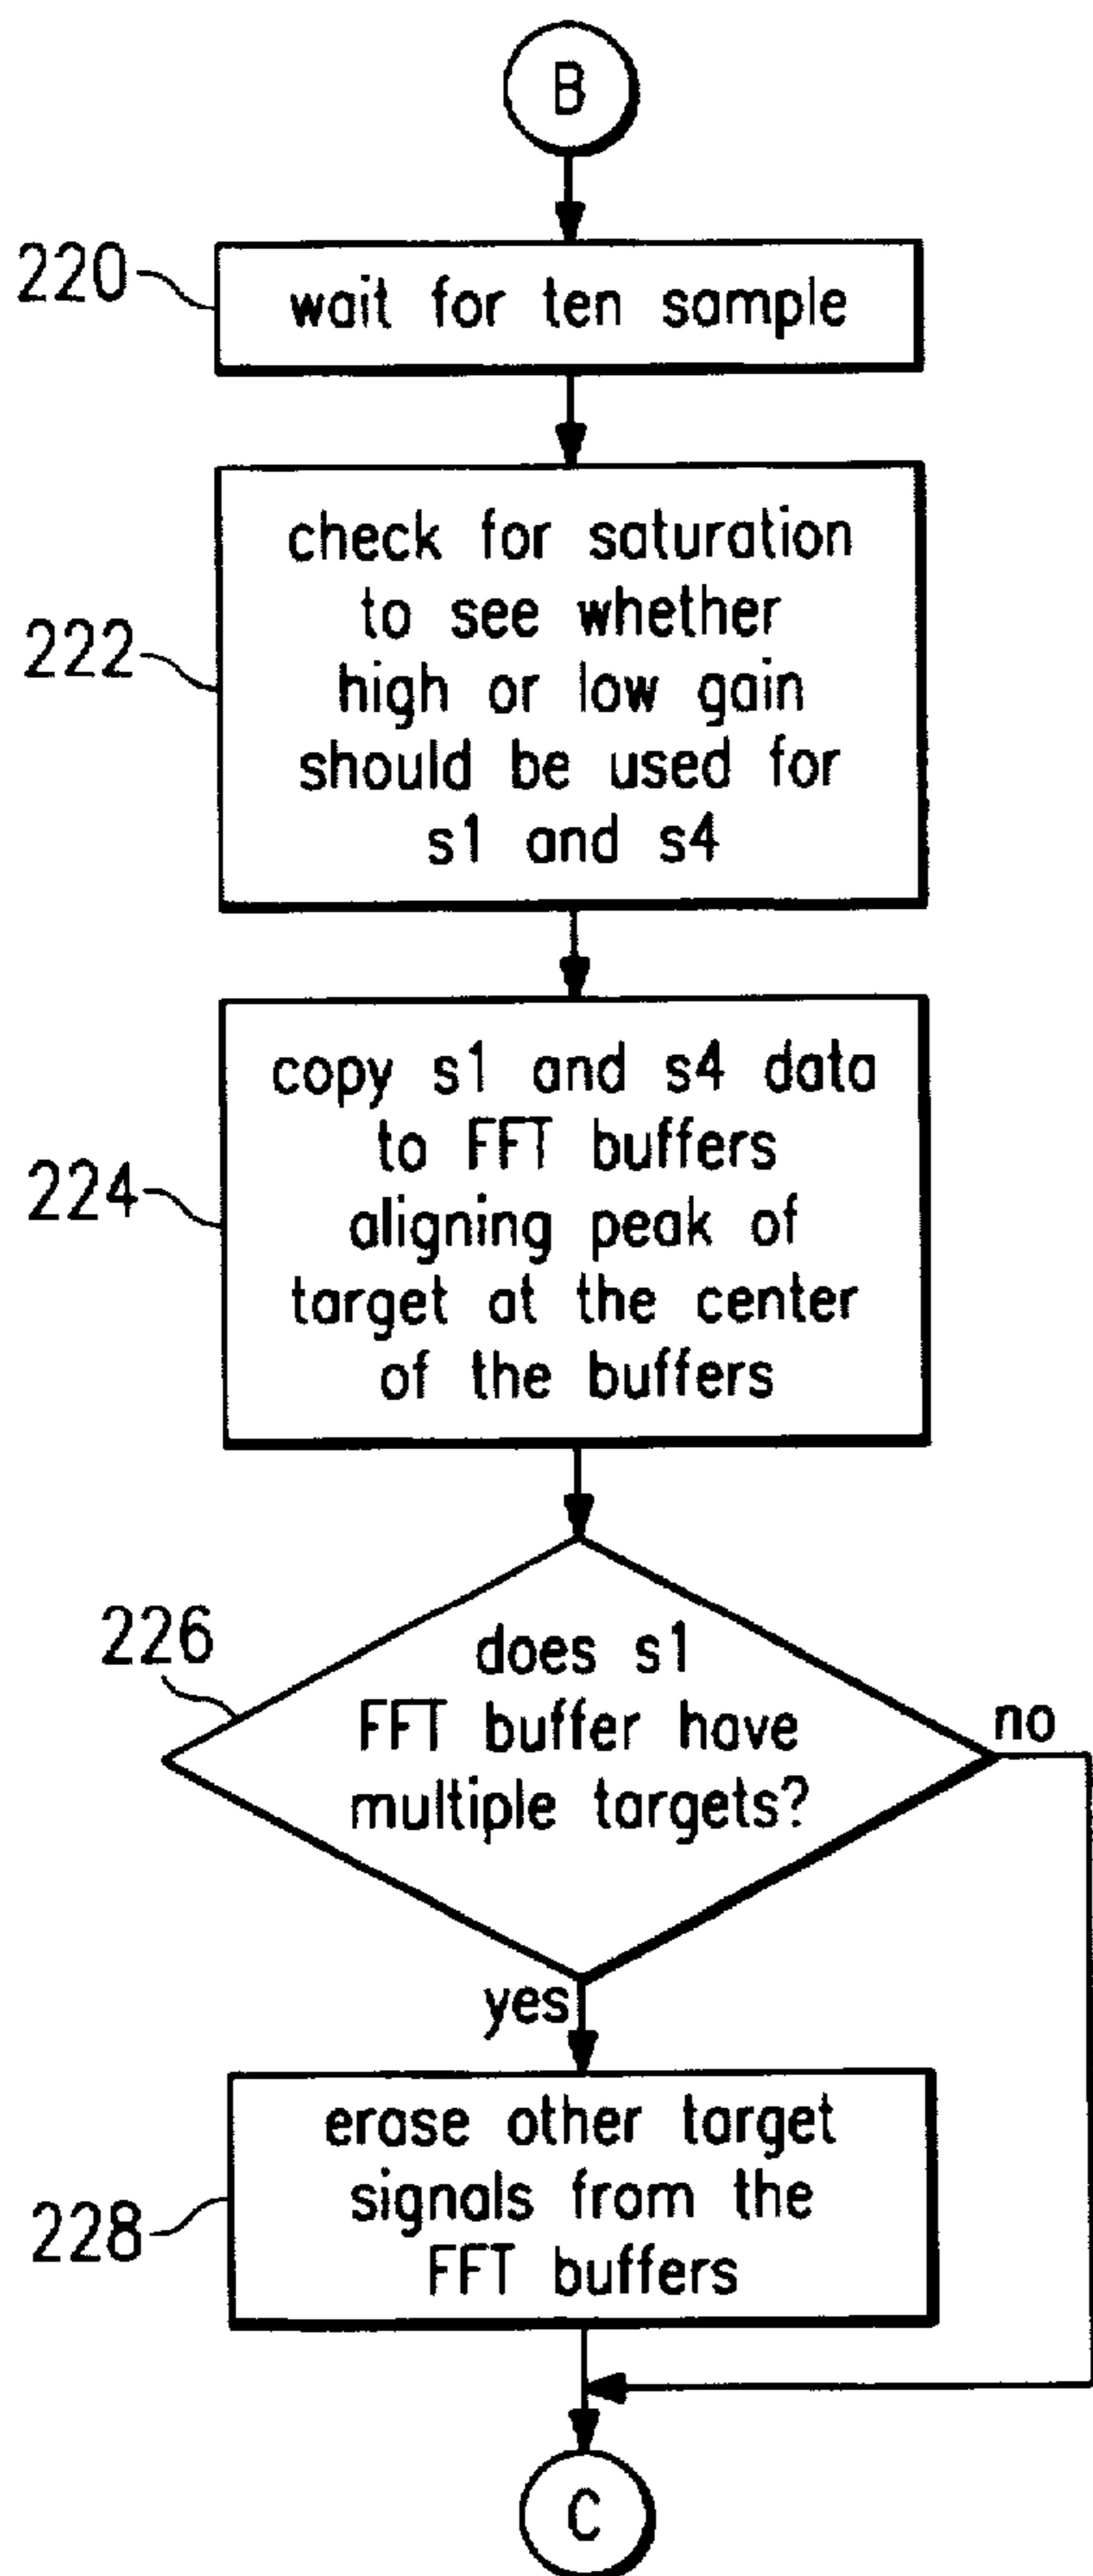 B
220
wait for ten sample
222
check for saturation
to see whether
high or low gain
should be used for
s1 and s4
224
copy s1 and s4 data
to FFT buffers
aligning peak of
target at the center
of the buffers
226
does s1
FFT buffer have
multiple targets?
no
yes
228
erase other target
signals from the
FFT buffers
C